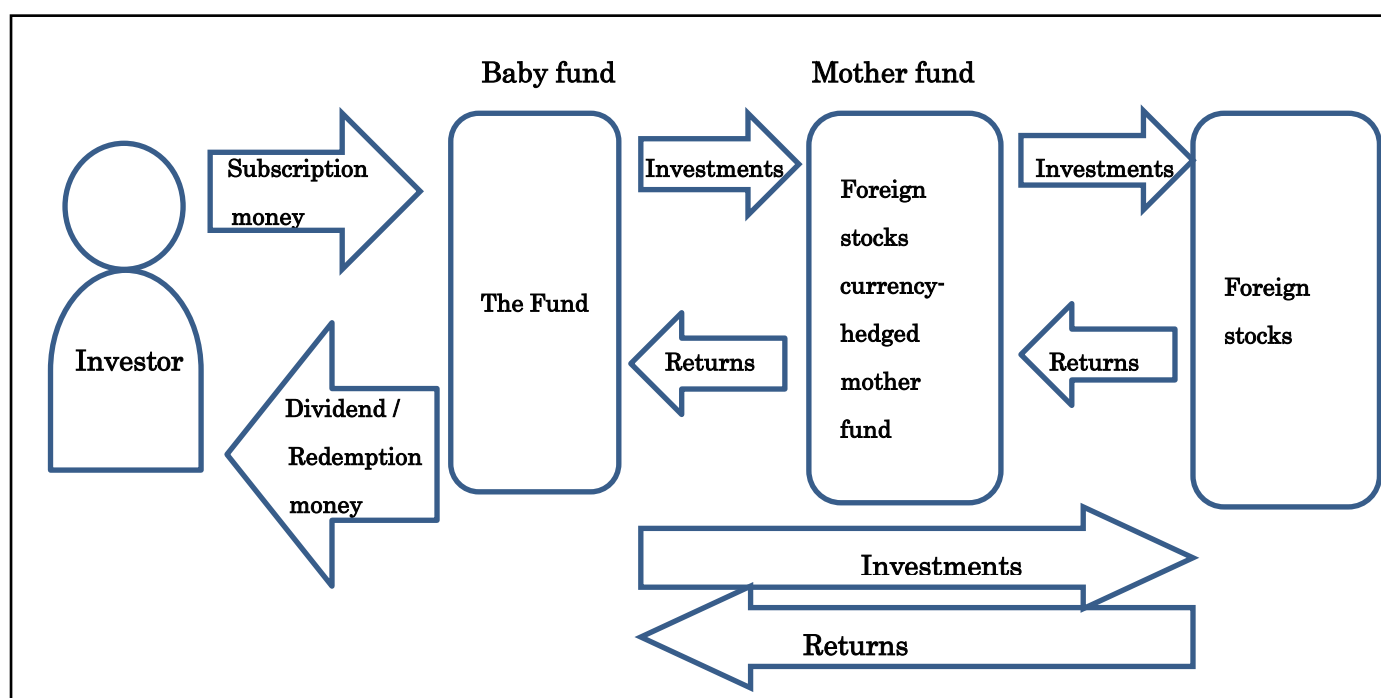 Baby fund
Mother fund
Subscription
money
Investments
Investments
Foreign
stocks
currency-
hedged
mother
fund
The Fund
Foreign
stocks
Investor
Returns
Returns
Dividend /
Redemption
money
Investments
Returns